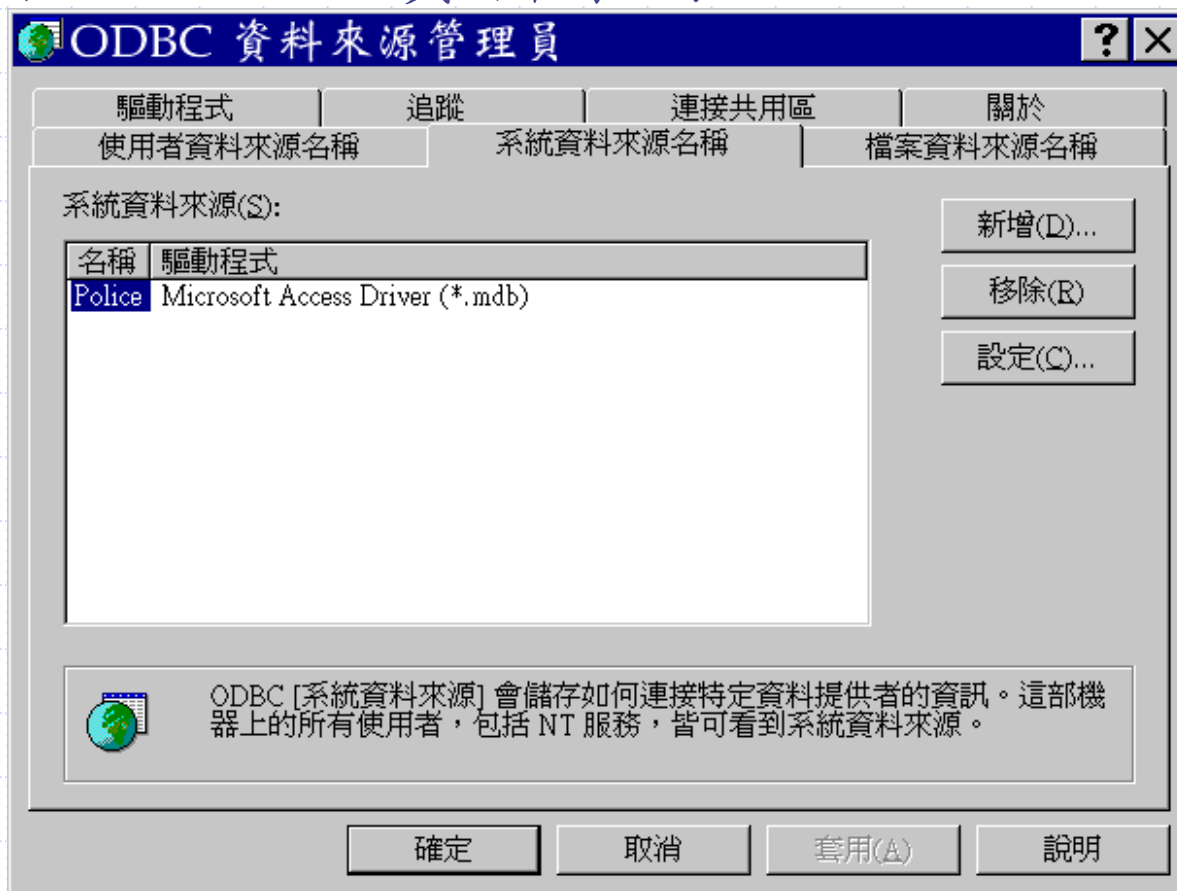 ODBC 資料來源管理員
驅動程式 追蹤 連接共用區 關於
使用者資料來源名稱 系統資料來源名稱 檔案資料來源名稱
系統資料來源(S):
新增(D)...
名稱 驅動程式
移除(R)
Police Microsoft Access Driver (*.mdb)
設定(C)...
ODBC [系統資料來源] 會儲存如何連接特定資料提供者的資訊。這部機
器上的所有使用者,包括 NT 服務,皆可看到系統資料來源。
確定 取消 套用(A) 說明